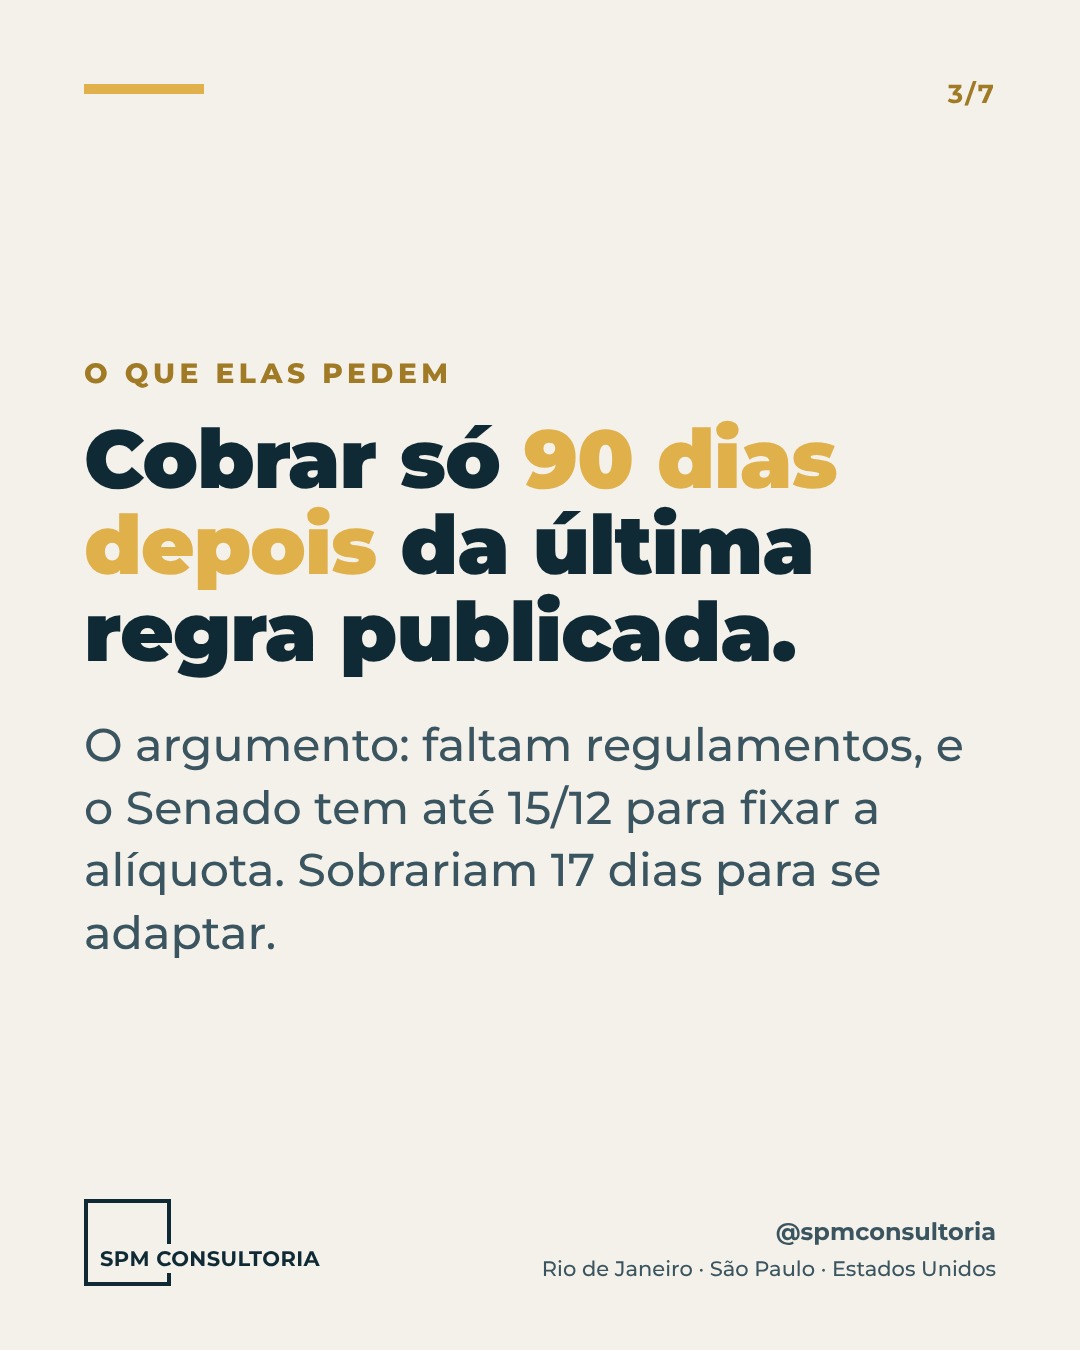 3/7
O QUE ELAS PEDEM
Cobrar só 90 dias
depois da última
regra publicada.
O argumento: faltam regulamentos, e
o Senado tem até 15/12 para fixar a
alíquota. Sobrariam 17 dias para se
adaptar.
SPM CONSULTORIA
@spmconsultoria
Rio de Janeiro · São Paulo · Estados Unidos